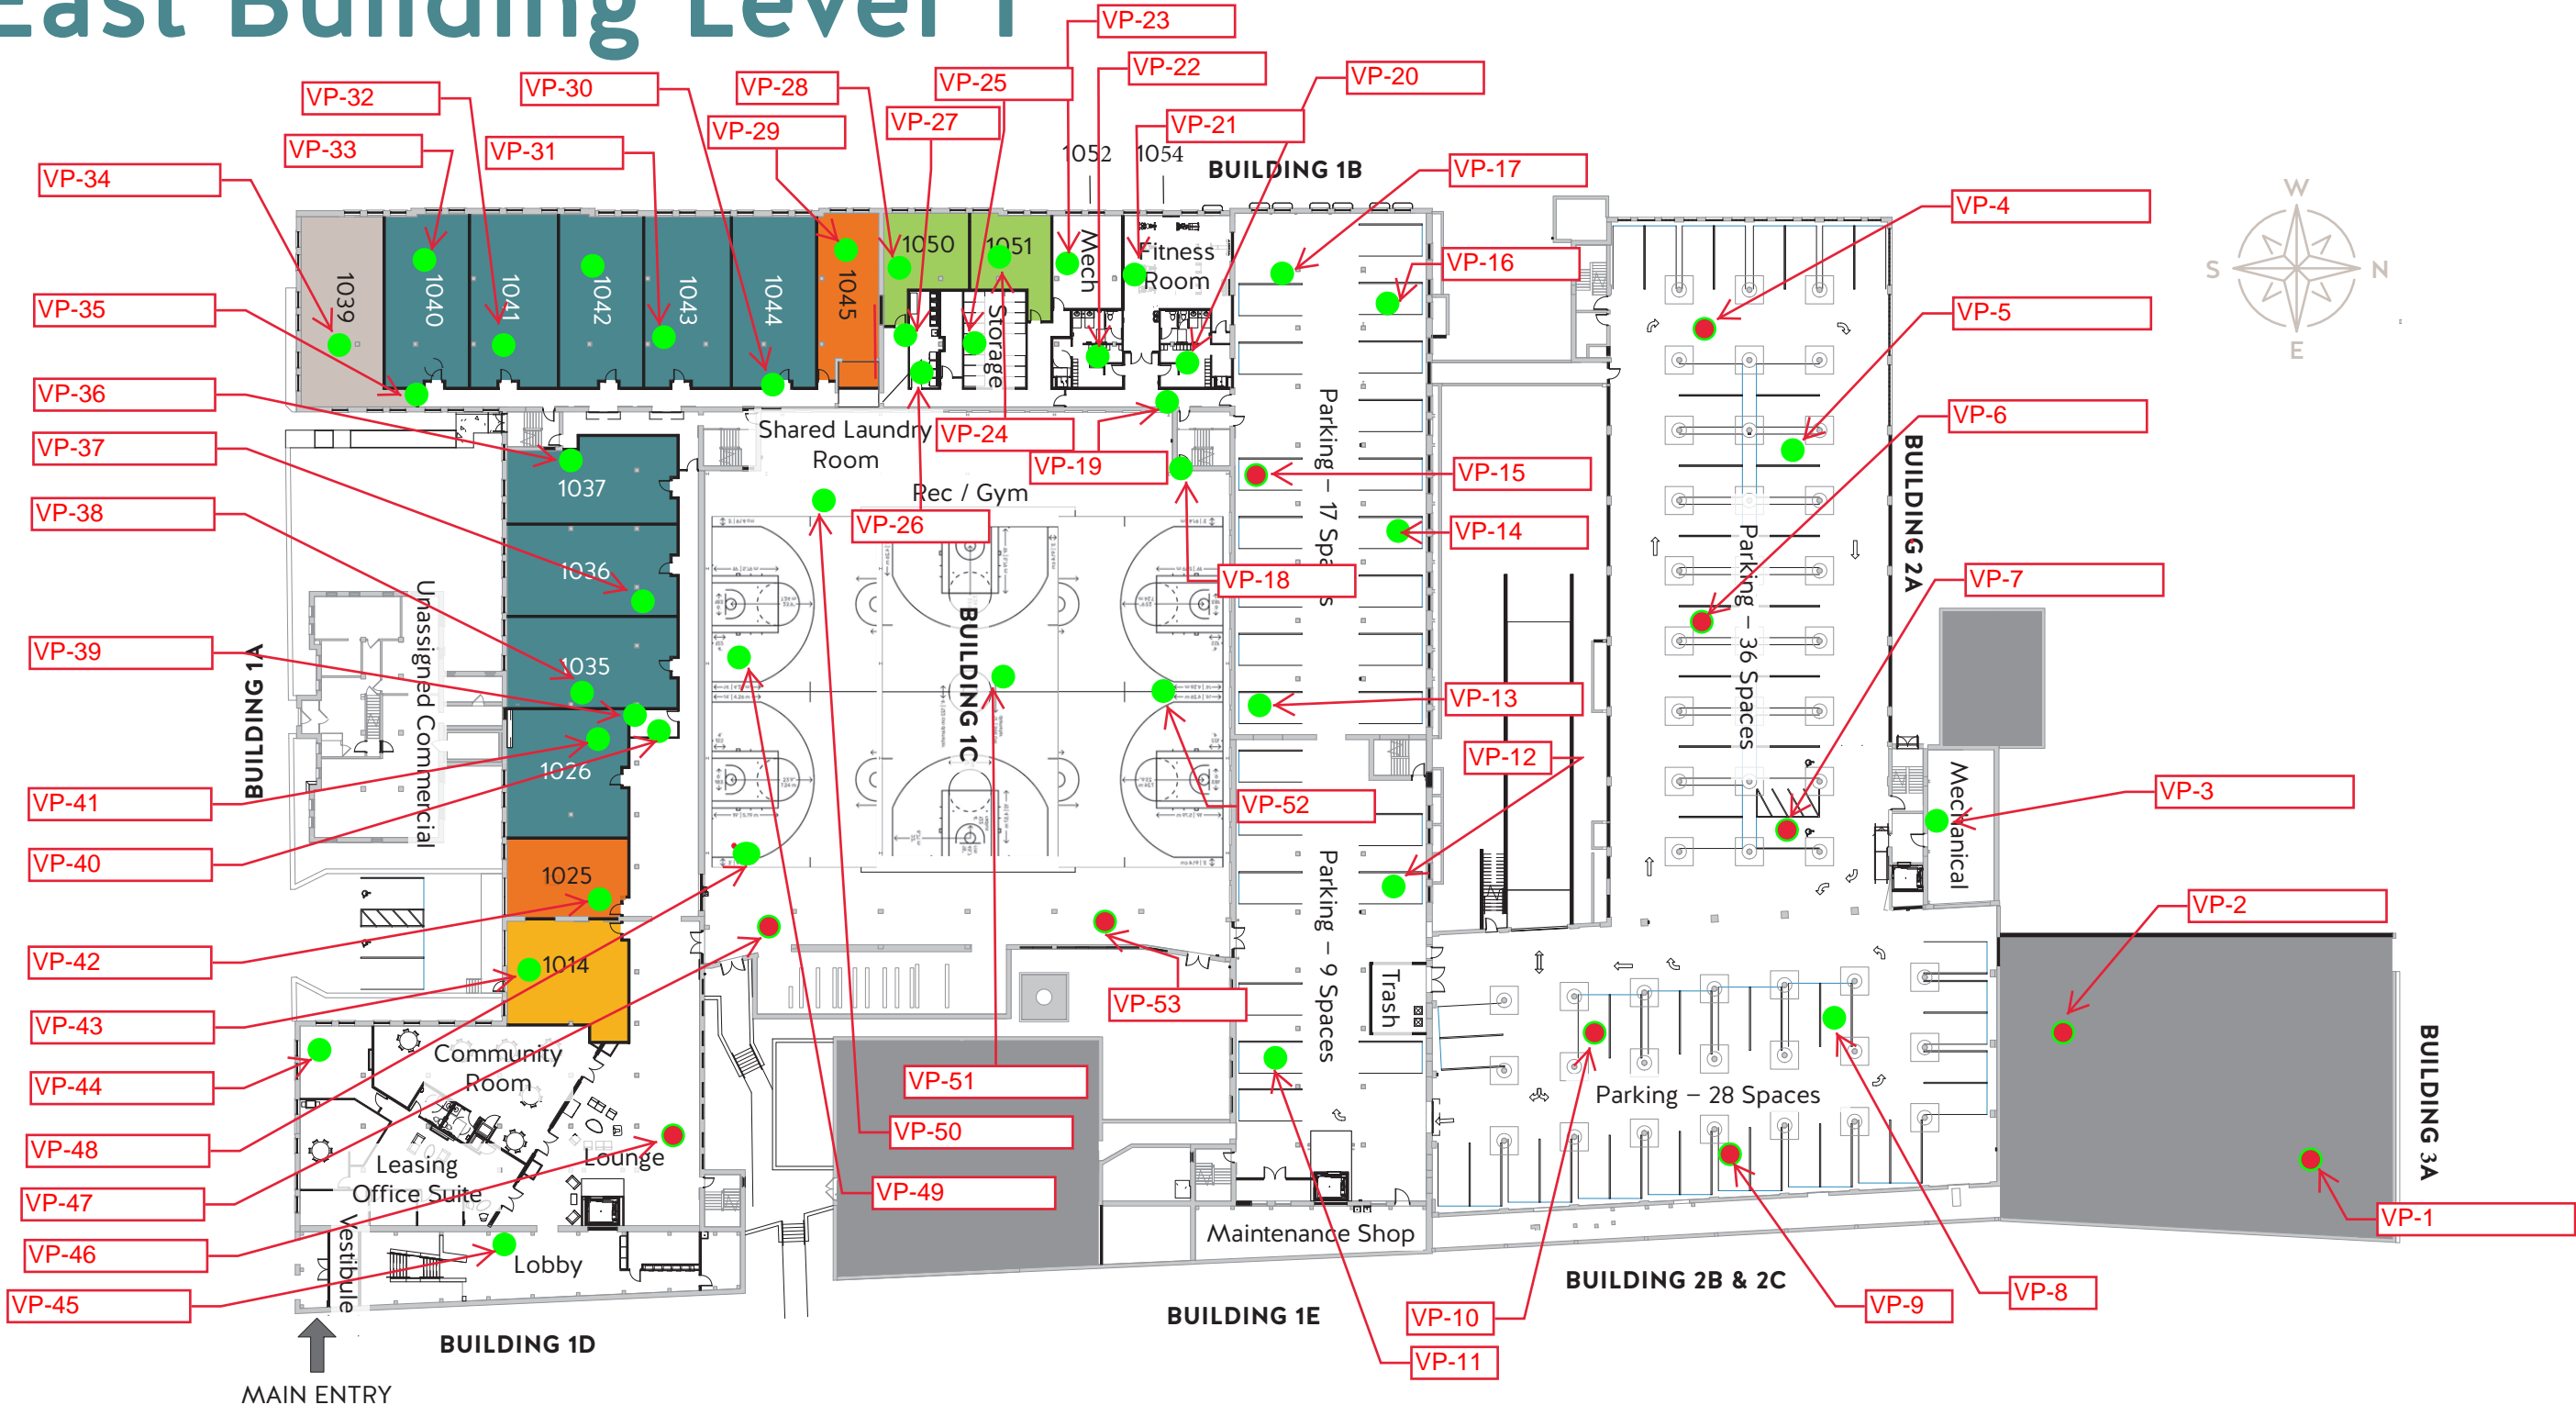 East Building Level 1
VP-23
VP-22
VP-20
VP-25
VP-28
VP-30
VP-32
VP-27
VP-21
VP-29
VP-33
VP-31
1052
1054
BUILDING 1B
VP-17
VP-34
W
S
N
E
VP-4
1039
1040
1041
1042
1043
1044
1045
1050
1051
Mech
Fitness
Room
Storage
VP-16
VP-35
VP-5
VP-36
VP-6
VP-37
Shared Laundry
Room
VP-24
VP-19
Parking – 17 Spaces
VP-15
BUILDING 2A
1037
Rec / Gym
VP-26
VP-38
VP-14
1036
VP-18
VP-7
Parking – 36 Spaces
Unassigned Commercial
BUILDING 1A
VP-39
1035
BUILDING 1C
VP-13
VP-12
1026
VP-41
VP-52
VP-3
Mechanical
VP-40
1025
VP-2
VP-42
1014
Parking – 9 Spaces
Trash
VP-53
VP-43
Community
Room
VP-44
VP-51
Parking – 28 Spaces
BUILDING 3A
VP-50
VP-48
Lounge
Leasing
Office Suite
VP-49
VP-47
VP-1
Vestibule
Maintenance Shop
VP-46
Lobby
BUILDING 2B & 2C
VP-8
VP-45
VP-9
VP-10
BUILDING 1E
BUILDING 1D
VP-11
MAIN ENTRY